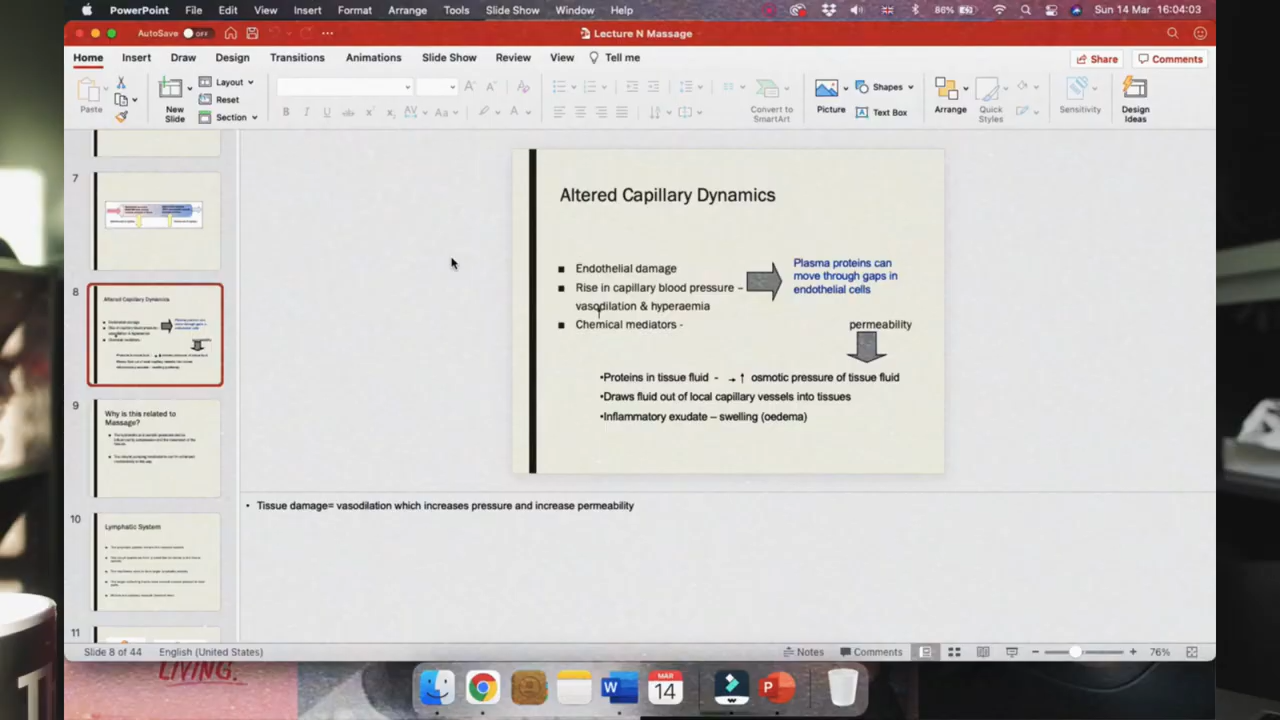 PowerPoint File Edit View Insert Format Arrange Tools Slide Show Window Help 86% Sun 14 Mar 16:04:03
AutoSave OFF Lecture N Massage
Home Insert Draw Design Transitions Animations Slide Show Review View Tell me Share Comments
Paste New Slide Layout Reset Section Convert to SmartArt Picture Shapes Text Box Arrange Quick Styles Sensitivity Design Ideas
7
8
Altered Capillary Dynamics
9
Why is this related to
Massage?
10
Lymphatic System
11
Altered Capillary Dynamics
Endothelial damage
Rise in capillary blood pressure –
vasodilation & hyperaemia
Chemical mediators -
Plasma proteins can
move through gaps in
endothelial cells
permeability
•Proteins in tissue fluid - → ↑ osmotic pressure of tissue fluid
•Draws fluid out of local capillary vessels into tissues
•Inflammatory exudate – swelling (oedema)
• Tissue damage= vasodilation which increases pressure and increase permeability
Slide 8 of 44 English (United States) Notes Comments 76%
LIVING.
MAR
14